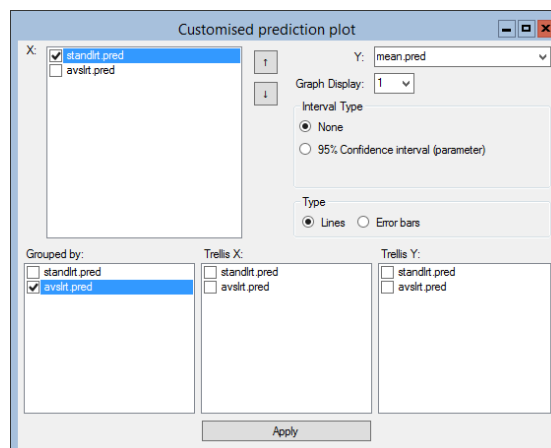 Customised prediction plot
X:
standlrt.pred
avslrt.pred
↑
↓
Y: mean.pred
Graph Display: 1
Interval Type
None
95% Confidence interval (parameter)
Type
Lines Error bars
Grouped by:
standlrt.pred
avslrt.pred
Trellis X:
standlrt.pred
avslrt.pred
Trellis Y:
standlrt.pred
avslrt.pred
Apply